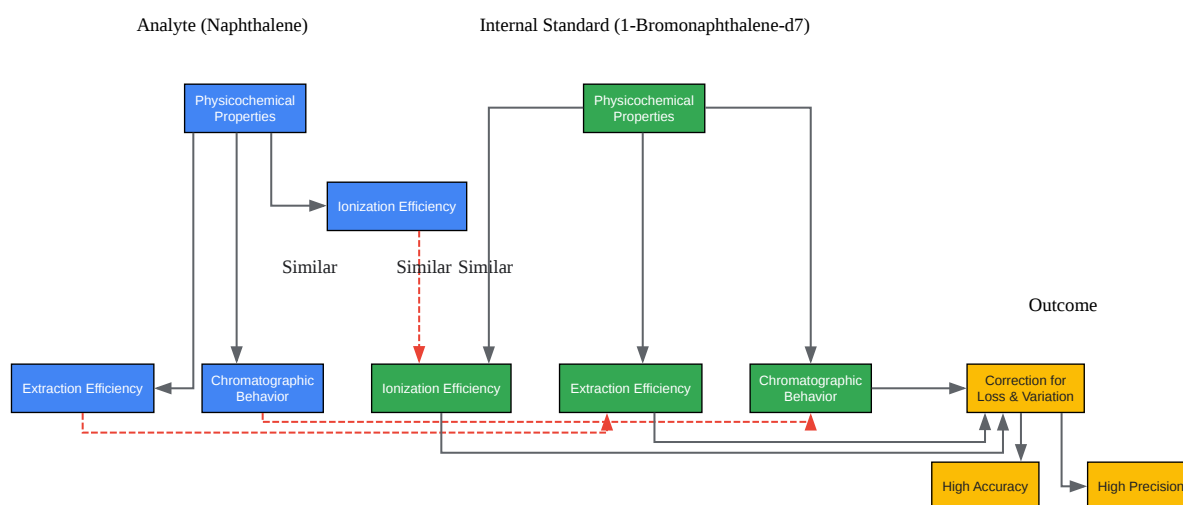 Analyte (Naphthalene)
Internal Standard (1-Bromonaphthalene-d7)
Physicochemical
Properties
Physicochemical
Properties
Ionization Efficiency
Similar
Similar
Similar
Outcome
Extraction Efficiency
Chromatographic
Behavior
Ionization Efficiency
Extraction Efficiency
Chromatographic
Behavior
Correction for
Loss & Variation
High Accuracy
High Precision